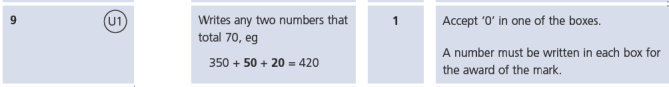 9
U1
Writes any two numbers that
total 70, eg
350 + 50 + 20 = 420
1
Accept '0' in one of the boxes.
A number must be written in each box for
the award of the mark.